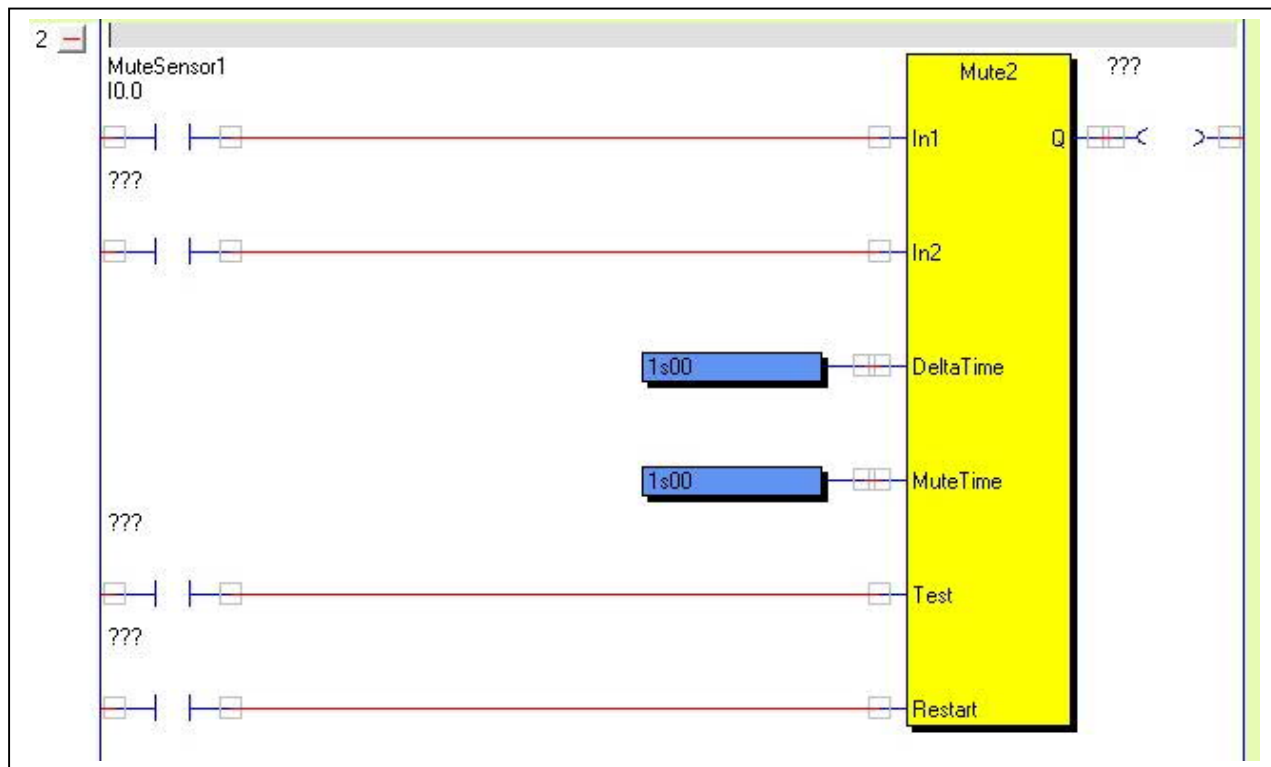 2
MuteSensor1
I0.0
Mute2
???
In1
Q
???
In2
1s00
DeltaTime
1s00
MuteTime
???
Test
???
Restart